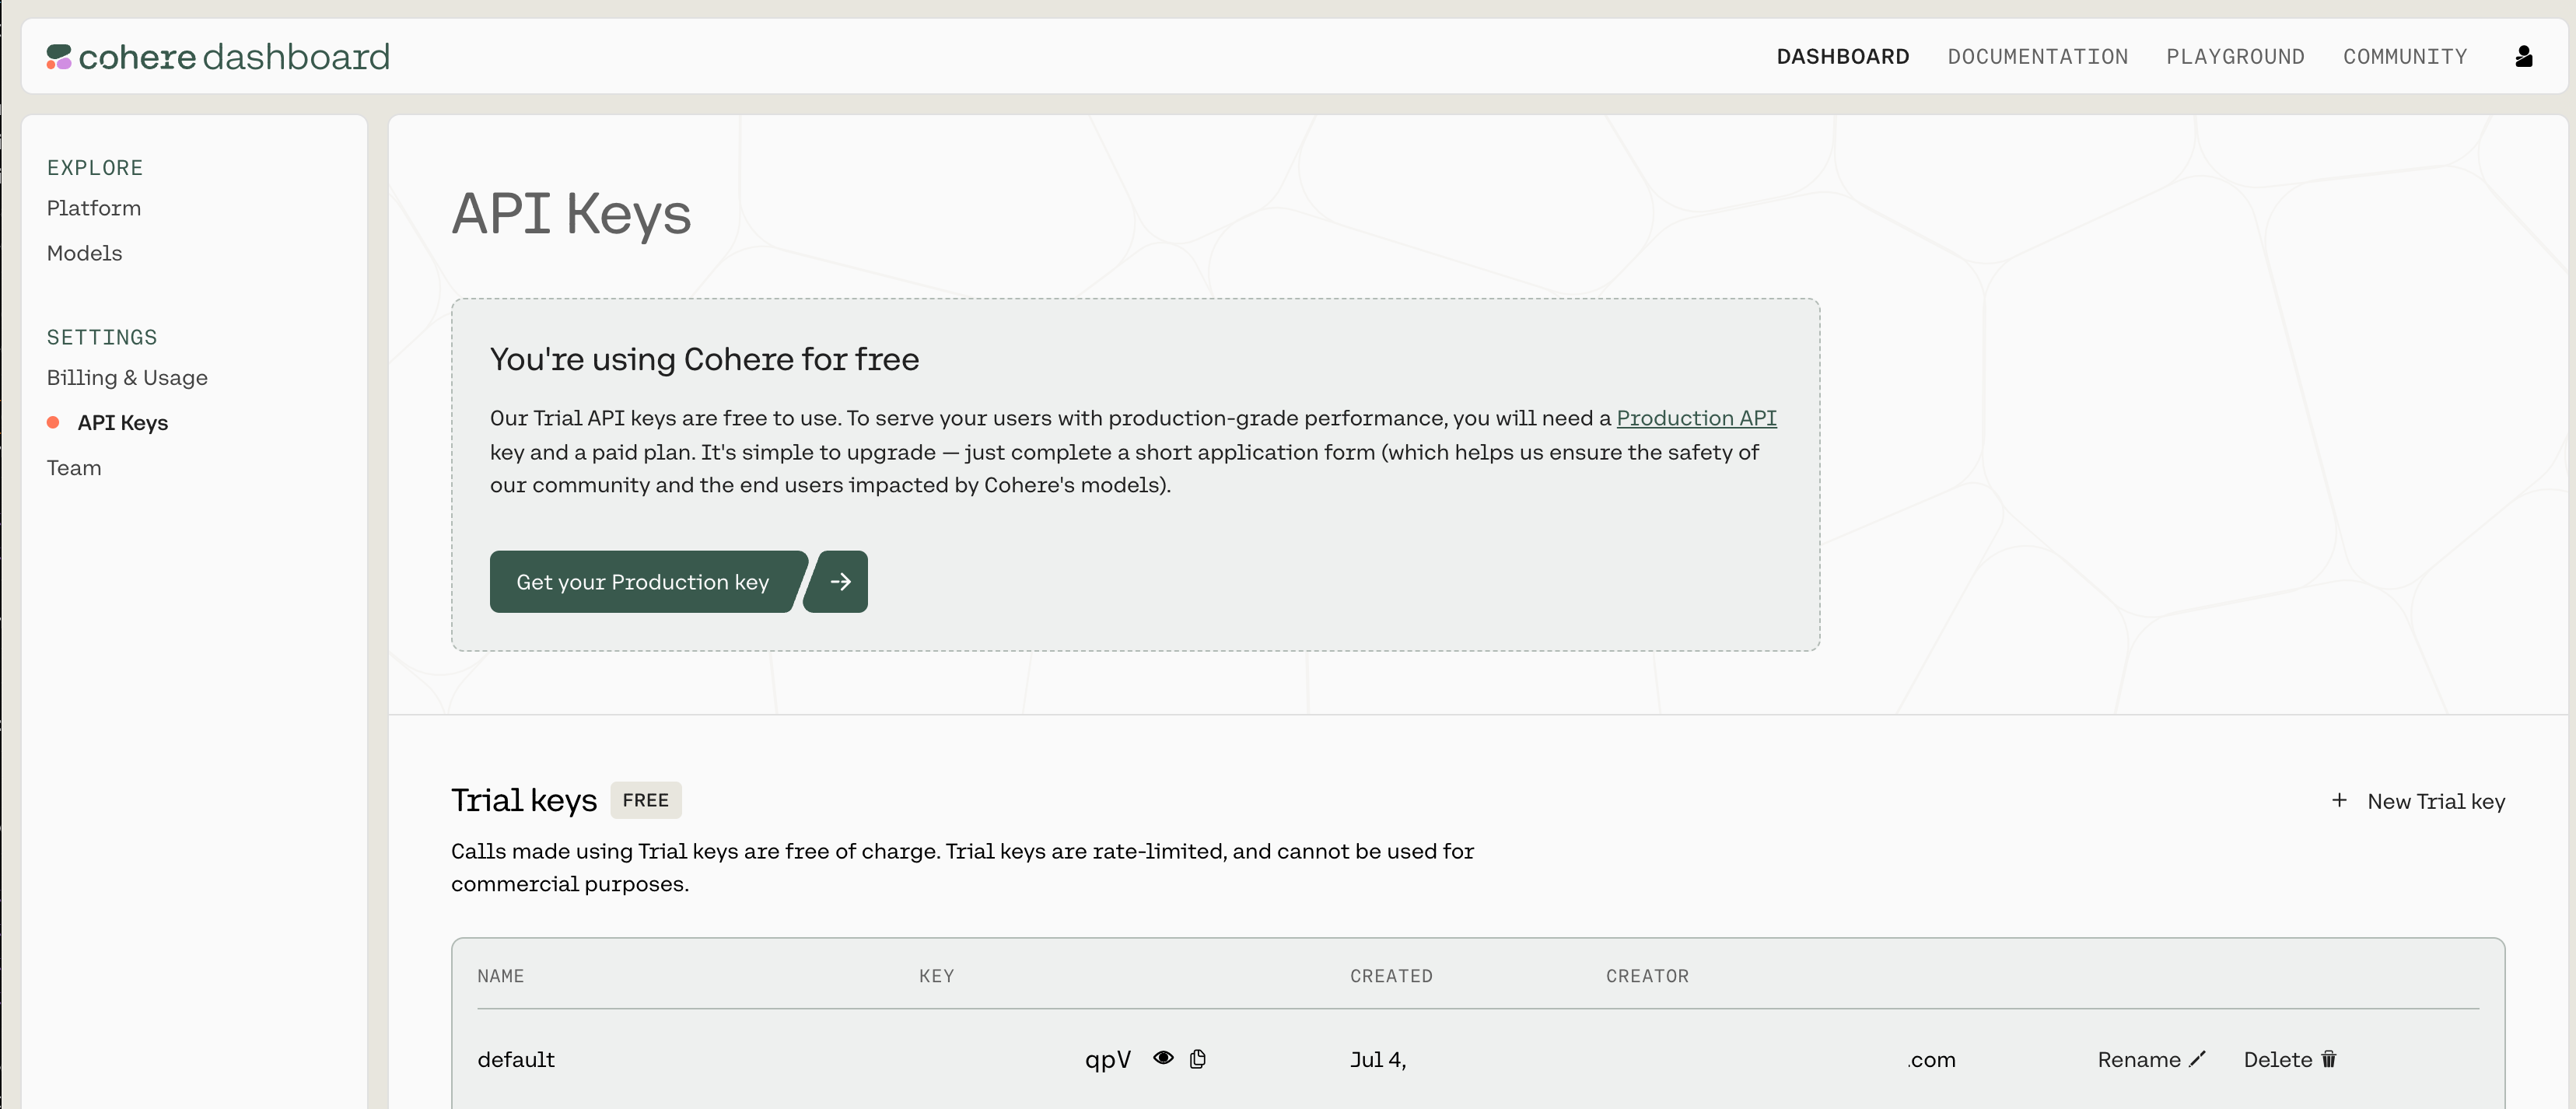 cohere dashboard
DASHBOARD DOCUMENTATION PLAYGROUND COMMUNITY
EXPLORE
Platform
Models
SETTINGS
Billing & Usage
API Keys
Team
API Keys
You're using Cohere for free
Our Trial API keys are free to use. To serve your users with production-grade performance, you will need a Production API
key and a paid plan. It's simple to upgrade — just complete a short application form (which helps us ensure the safety of
our community and the end users impacted by Cohere's models).
Get your Production key
Trial keys FREE
+ New Trial key
Calls made using Trial keys are free of charge. Trial keys are rate-limited, and cannot be used for
commercial purposes.
NAME KEY CREATED CREATOR
default qpV Jul 4, .com Rename Delete